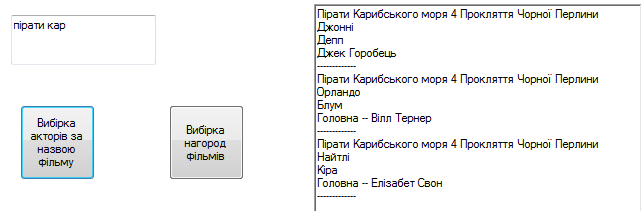 пірати кар
Вибірка
акторів за
назвою
фільму
Вибірка
нагород
фільмів
Пірати Карибського моря 4 Прокляття Чорної Перлини
Джонні
Депп
Джек Горобець
-------------
Пірати Карибського моря 4 Прокляття Чорної Перлини
Орландо
Блум
Головна -- Вілл Тернер
-------------
Пірати Карибського моря 4 Прокляття Чорної Перлини
Найтлі
Кіра
Головна -- Елізабет Свон
-------------